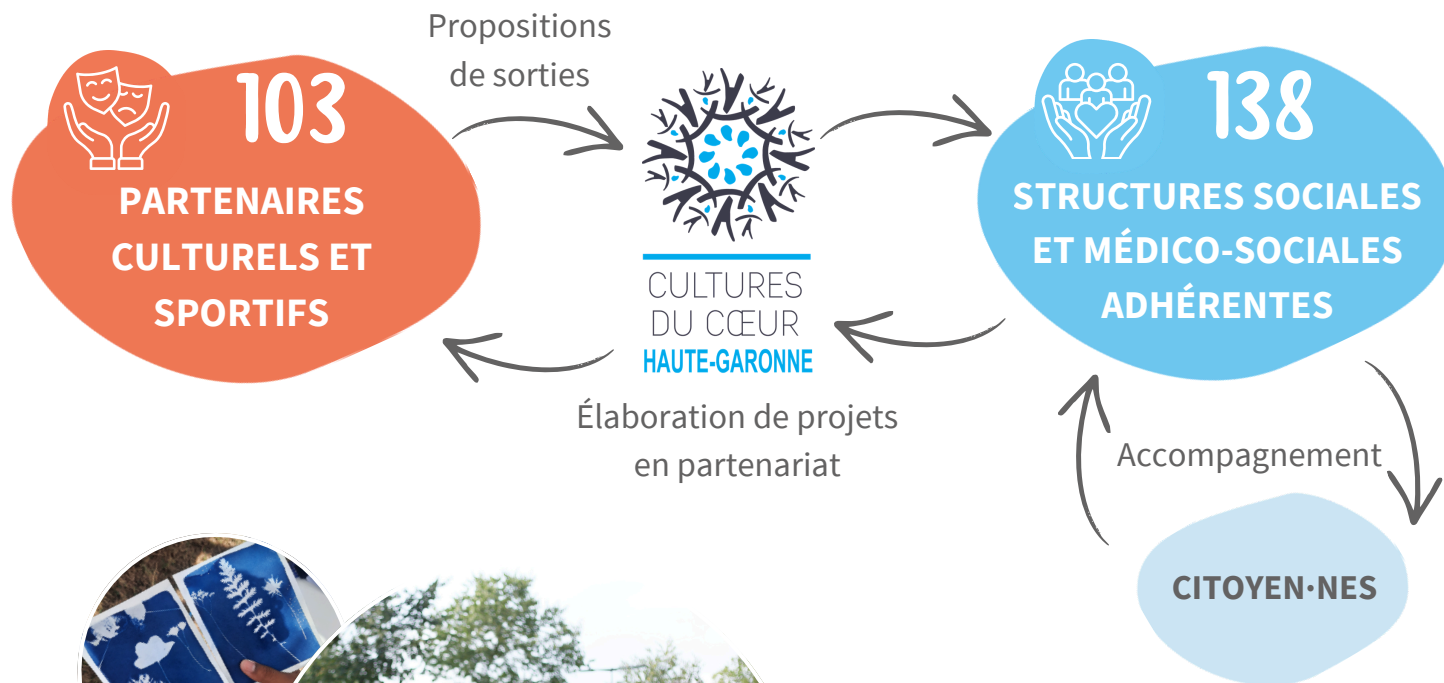 Propositions
de sorties
103
PARTENAIRES
CULTURELS ET
SPORTIFS
CULTURES
DU CŒUR
HAUTE-GARONNE
138
STRUCTURES SOCIALES
ET MÉDICO-SOCIALES
ADHÉRENTES
Élaboration de projets
en partenariat
Accompagnement
CITOYEN·NES